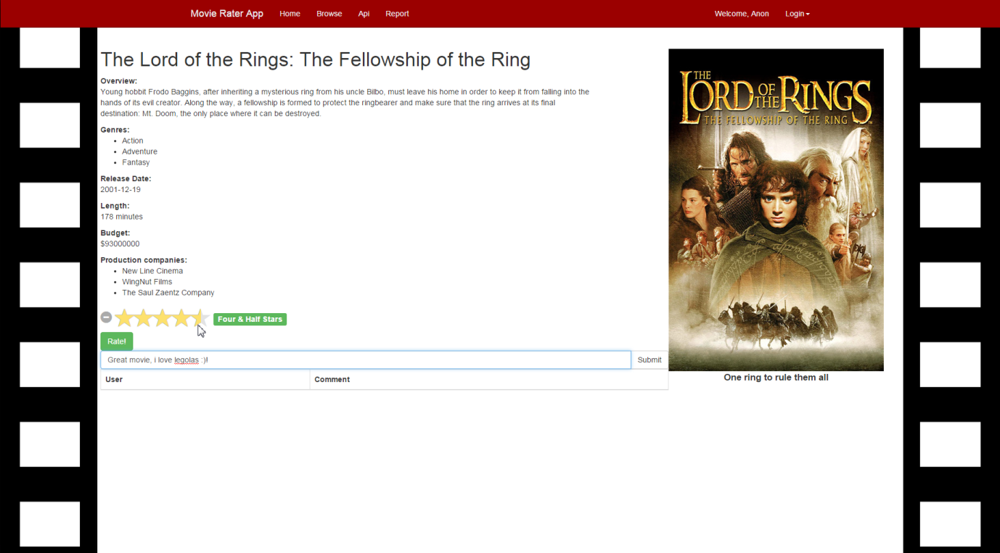 Movie Rater App Home Browse Api Report Welcome, Anon Login
The Lord of the Rings: The Fellowship of the Ring
Overview:
Young hobbit Frodo Baggins, after inheriting a mysterious ring from his uncle Bilbo, must leave his home in order to keep it from falling into the
hands of its evil creator. Along the way, a fellowship is formed to protect the ringbearer and make sure that the ring arrives at its final
destination: Mt. Doom, the only place where it can be destroyed.
Genres:
Action
Adventure
Fantasy
Release Date:
2001-12-19
Length:
178 minutes
Budget:
$93000000
Production companies:
New Line Cinema
WingNut Films
The Saul Zaentz Company
Four & Half Stars
Rate!
Great movie, i love legolas :)!
Submit
User Comment
THE
LORD OF THE RINGS
THE FELLOWSHIP OF THE RING
One ring to rule them all